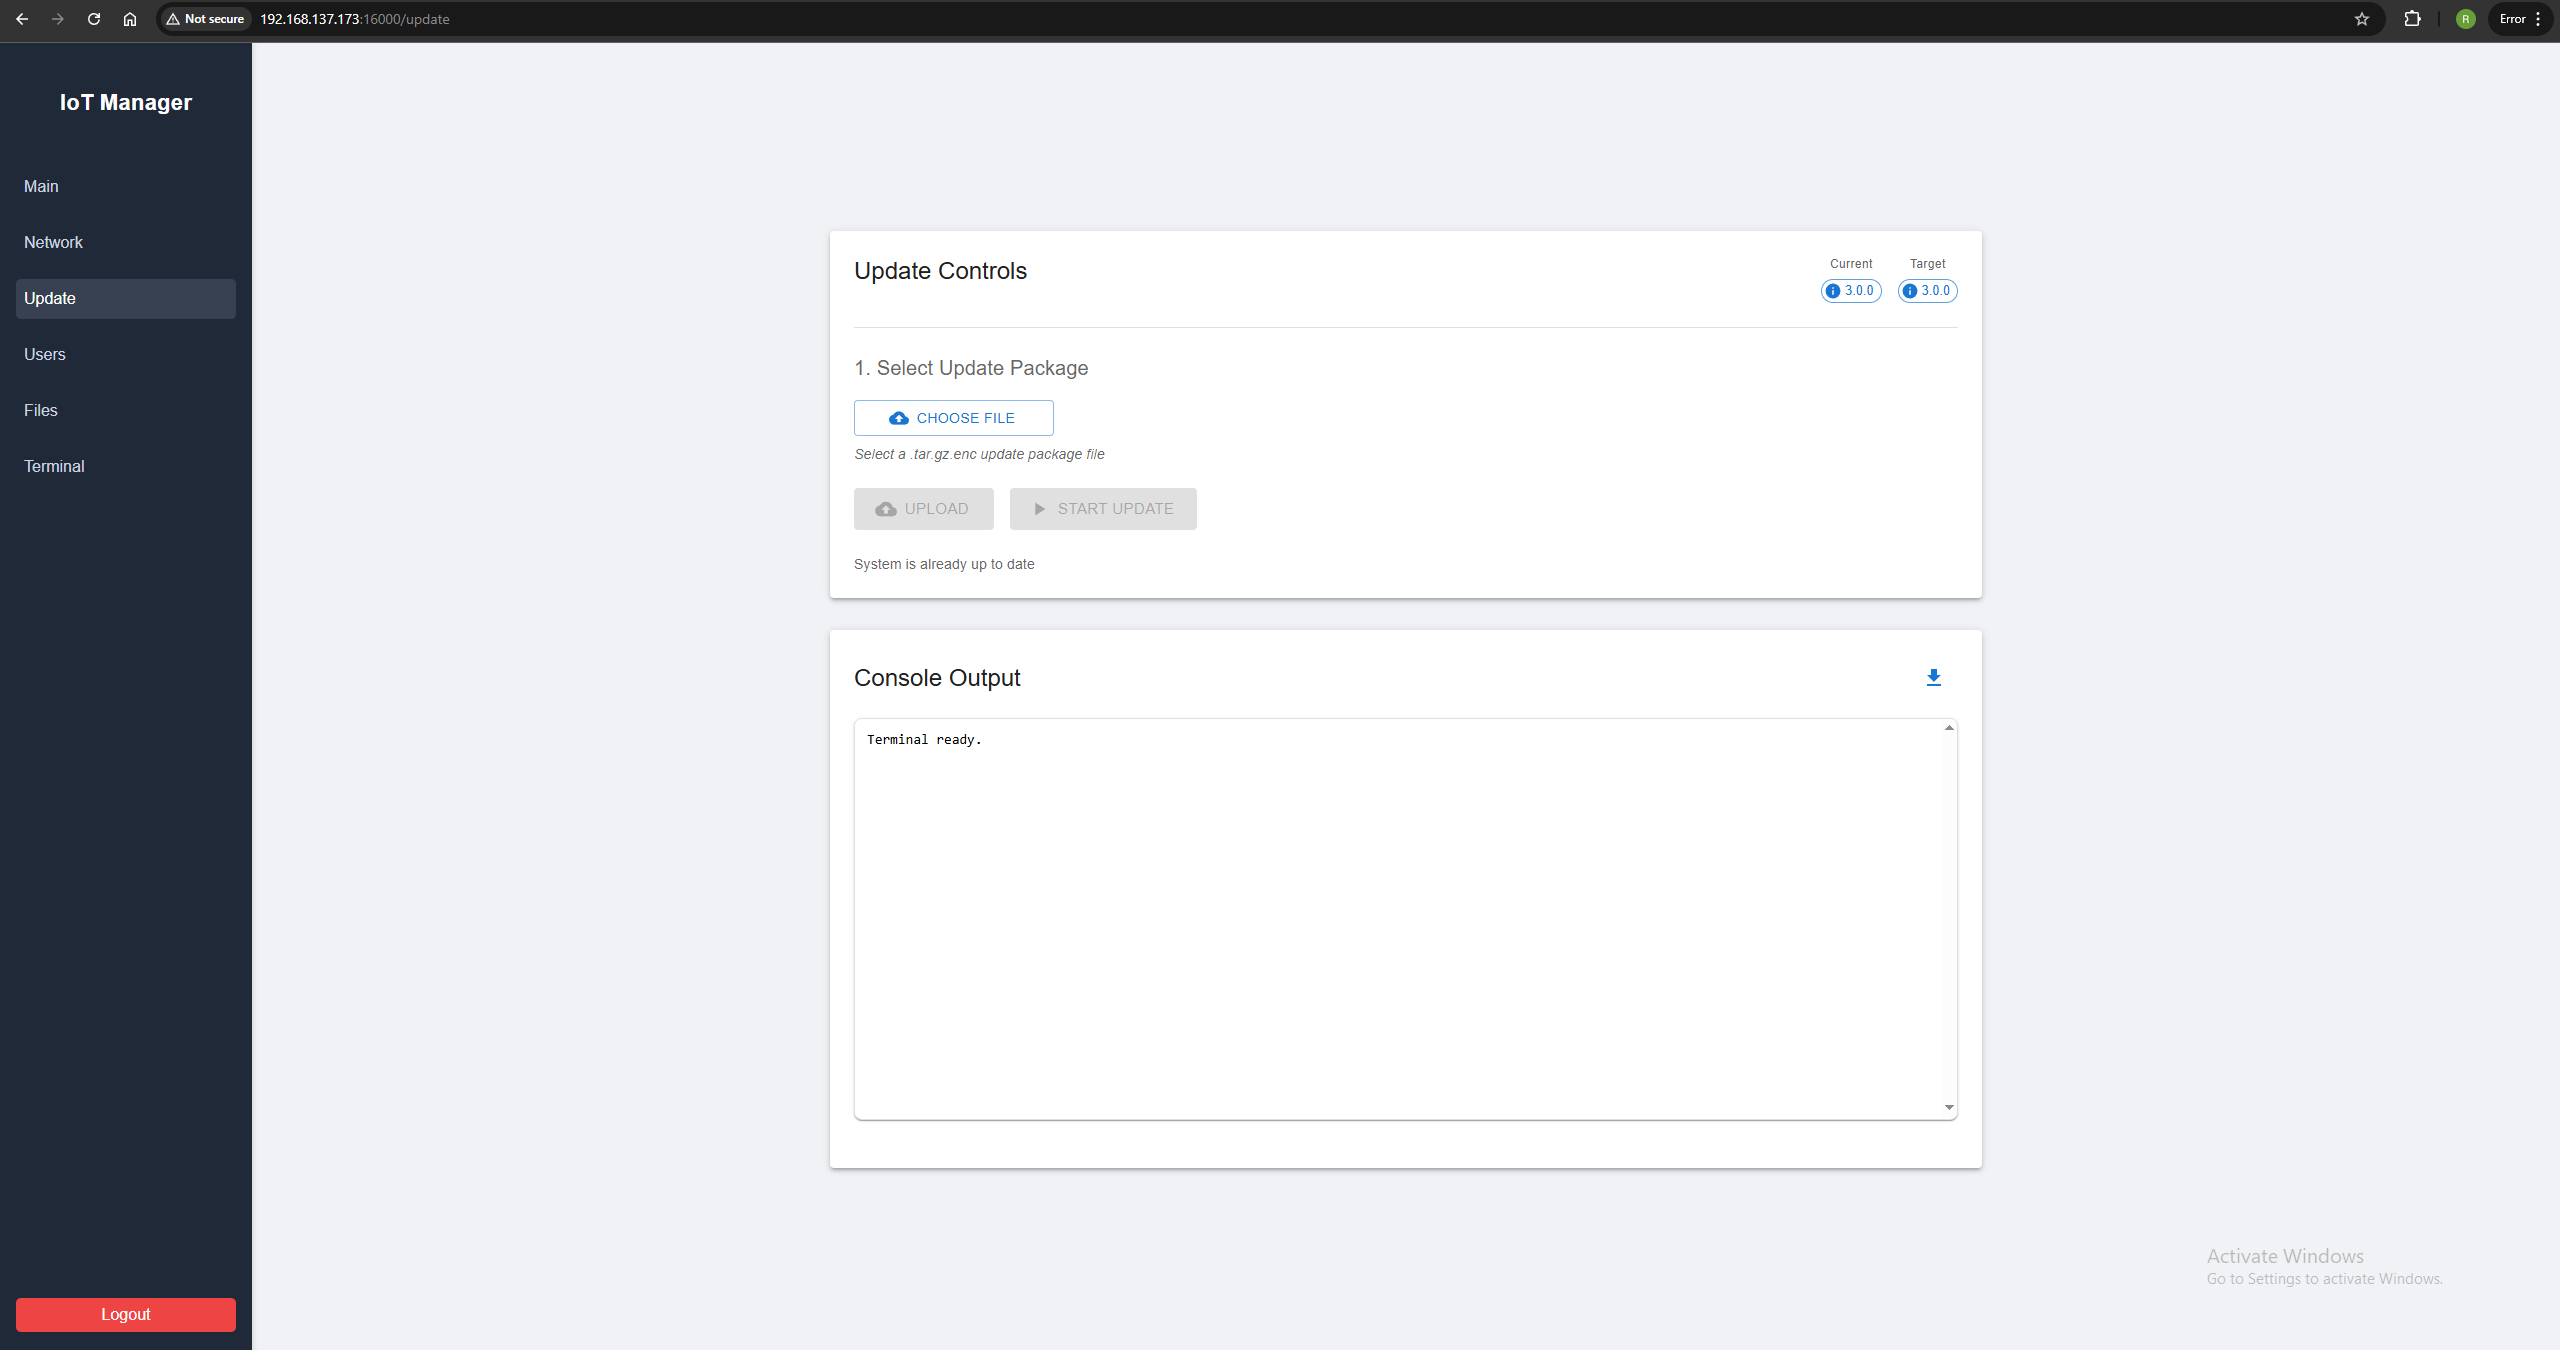 Not secure 192.168.137.173:16000/update R Error
IoT Manager
Main
Network
Update
Users
Files
Terminal
Logout
Update Controls
Current Target
3.0.0 3.0.0
1. Select Update Package
CHOOSE FILE
Select a .tar.gz.enc update package file
UPLOAD START UPDATE
System is already up to date
Console Output
Terminal ready.
Activate Windows
Go to Settings to activate Windows.